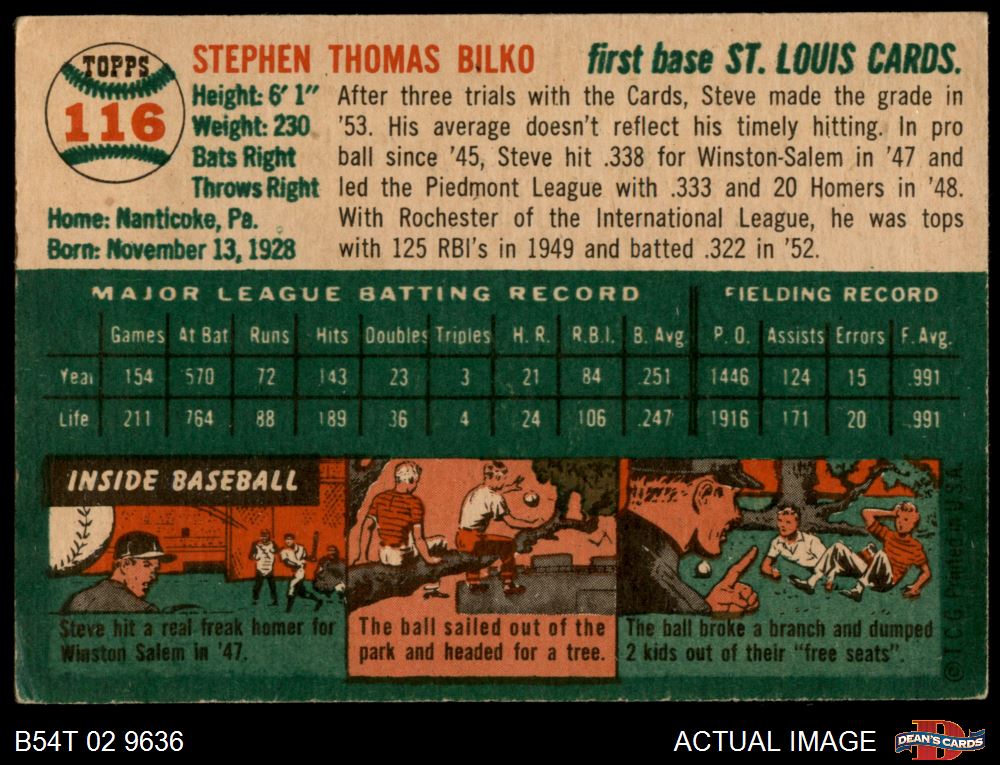 TOPPS
116
STEPHEN THOMAS BILKO
first base ST. LOUIS CARDS.
Height: 6' 1"
Weight: 230
Bats Right
Throws Right
Home: Nanticoke, Pa.
Born: November 13, 1928
After three trials with the Cards, Steve made the grade in
'53. His average doesn't reflect his timely hitting. In pro
ball since '45, Steve hit .338 for Winston-Salem in '47 and
led the Piedmont League with .333 and 20 Homers in '48.
With Rochester of the International League, he was tops
with 125 RBI's in 1949 and batted .322 in '52.
MAJOR LEAGUE BATTING RECORD FIELDING RECORD
Games At Bat Runs Hits Doubles Triples H. R. R.B.I. B. Avg. P. O. Assists Errors F. Avg.
Year 154 570 72 143 23 3 21 84 .251 1446 124 15 .991
Life 211 764 88 189 36 4 24 106 .247 1916 171 20 .991
INSIDE BASEBALL
Steve hit a real freak homer for
Winston Salem in '47.
The ball sailed out of the
park and headed for a tree.
The ball broke a branch and dumped
2 kids out of their "free seats".
© T. C. G. Printed in U.S.A.
B54T 02 9636
ACTUAL IMAGE
DEAN'S CARDS